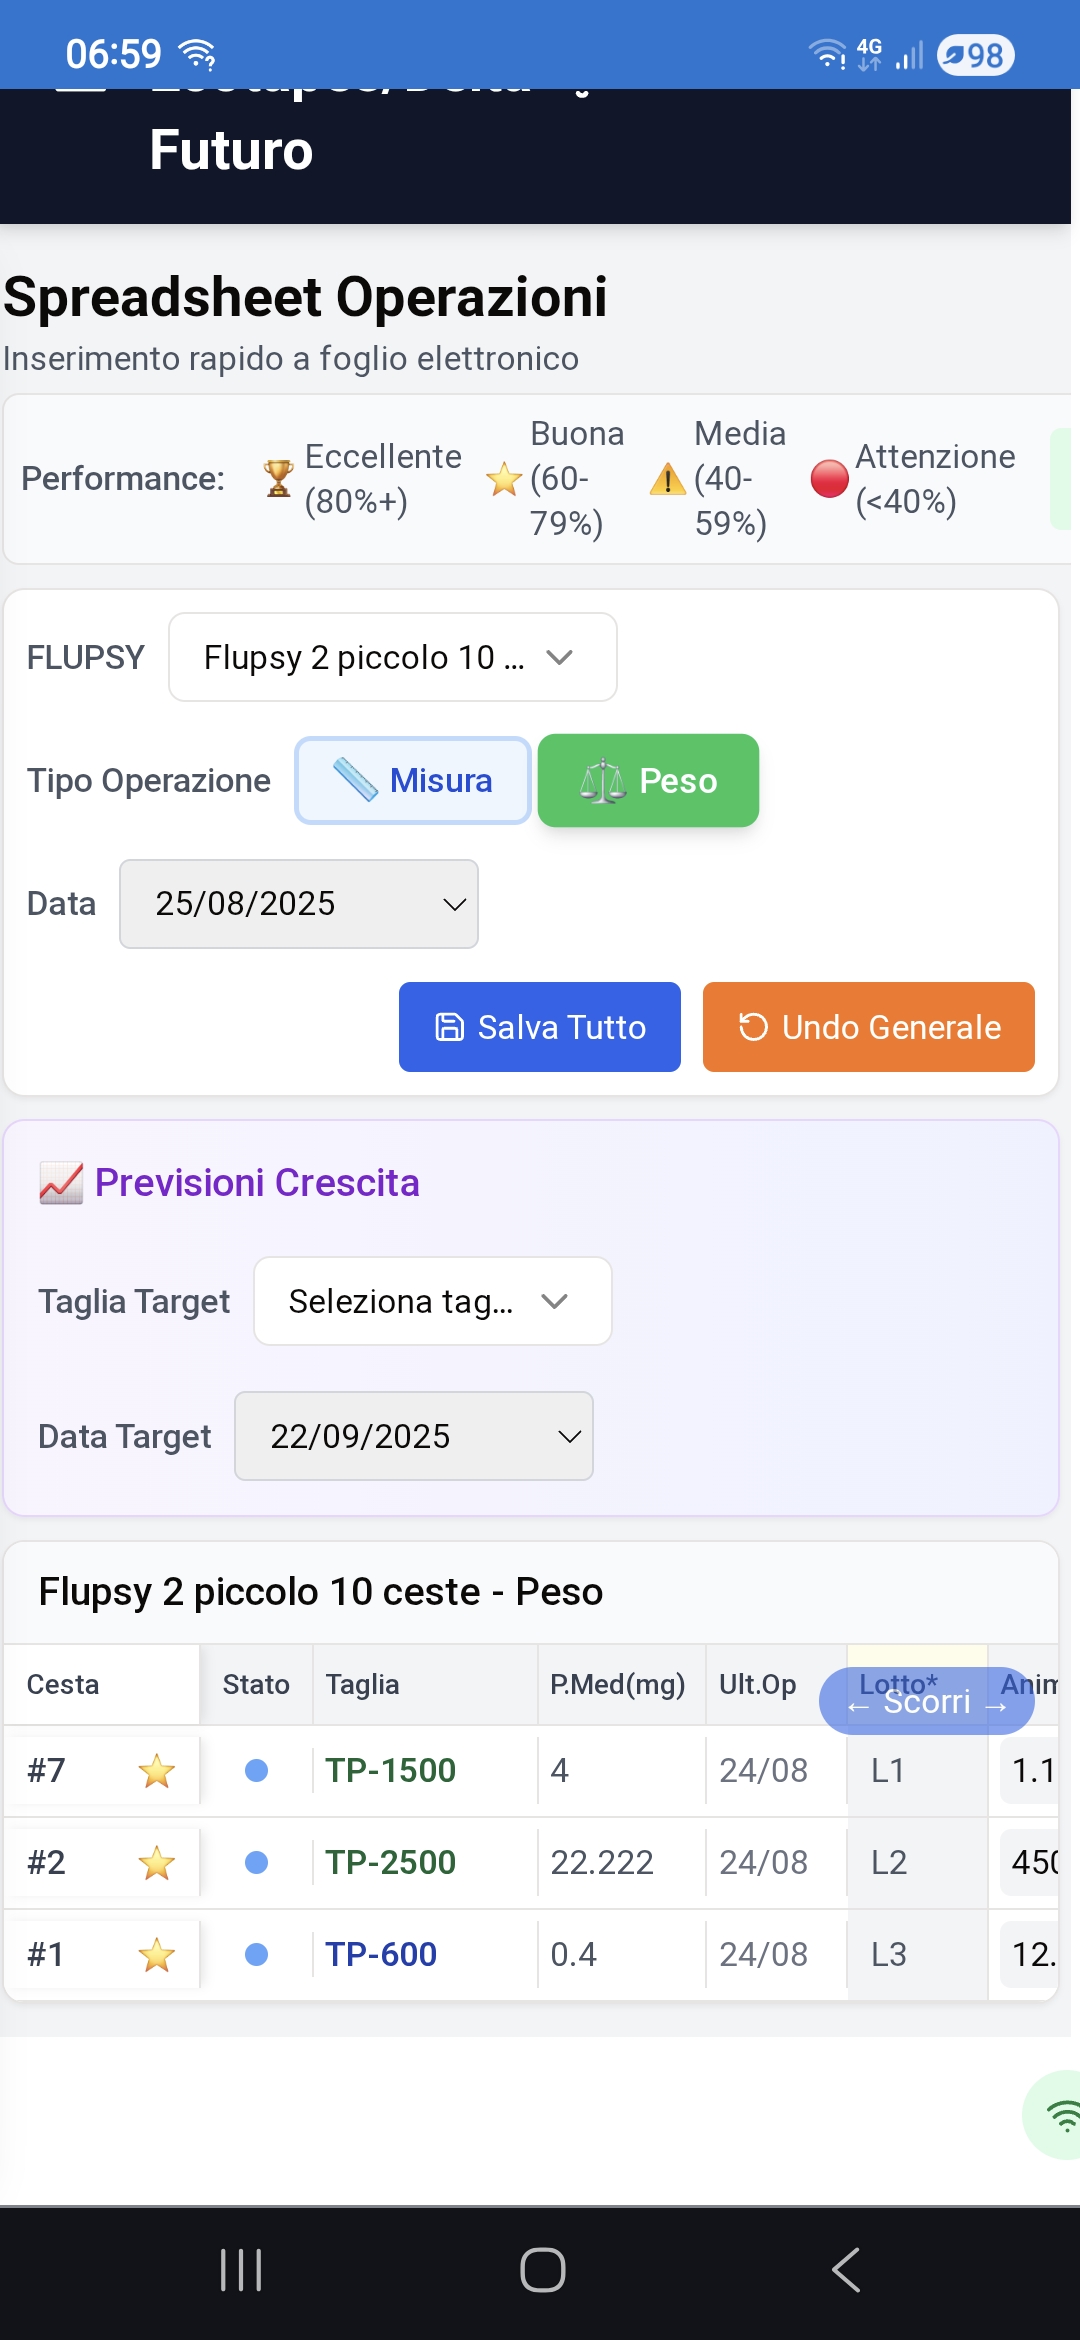 06:59
4G
98
Futuro
Spreadsheet Operazioni
Inserimento rapido a foglio elettronico
Performance:
Eccellente
(80%+)
Buona
(60-
79%)
Media
(40-
59%)
Attenzione
(<40%)
FLUPSY
Flupsy 2 piccolo 10 ...
Tipo Operazione
Misura
Peso
Data
25/08/2025
Salva Tutto
Undo Generale
Previsioni Crescita
Taglia Target
Seleziona tag...
Data Target
22/09/2025
Flupsy 2 piccolo 10 ceste - Peso
Cesta Stato Taglia P.Med(mg) Ult.Op Lotto* Anim
← Scorri →
#7 TP-1500 4 24/08 L1 1.1
#2 TP-2500 22.222 24/08 L2 450
#1 TP-600 0.4 24/08 L3 12.